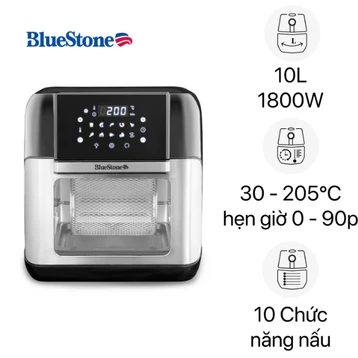 BlueStone
10L
1800W
200
BlueStone
30 - 205°C
hẹn giờ 0 - 90p
10 Chức
năng nấu